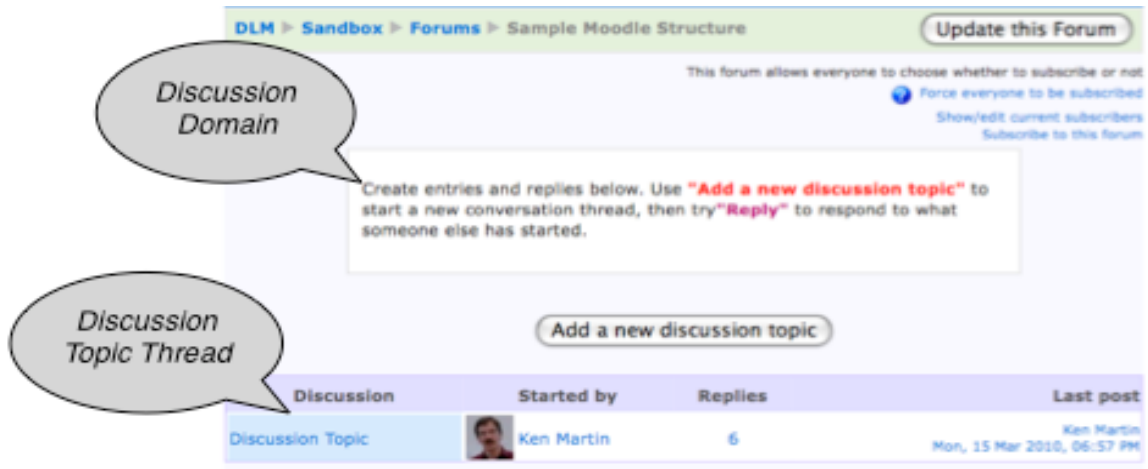 DLM ▶ Sandbox ▶ Forums ▶ Sample Moodle Structure
Update this Forum
This forum allows everyone to choose whether to subscribe or not
Force everyone to be subscribed
Show/edit current subscribers
Subscribe to this forum
Discussion
Domain
Create entries and replies below. Use "Add a new discussion topic" to
start a new conversation thread, then try"Reply" to respond to what
someone else has started.
Discussion
Topic Thread
Add a new discussion topic
Discussion Started by Replies Last post
Discussion Topic Ken Martin 6 Ken Martin
Mon, 15 Mar 2010, 06:57 PM